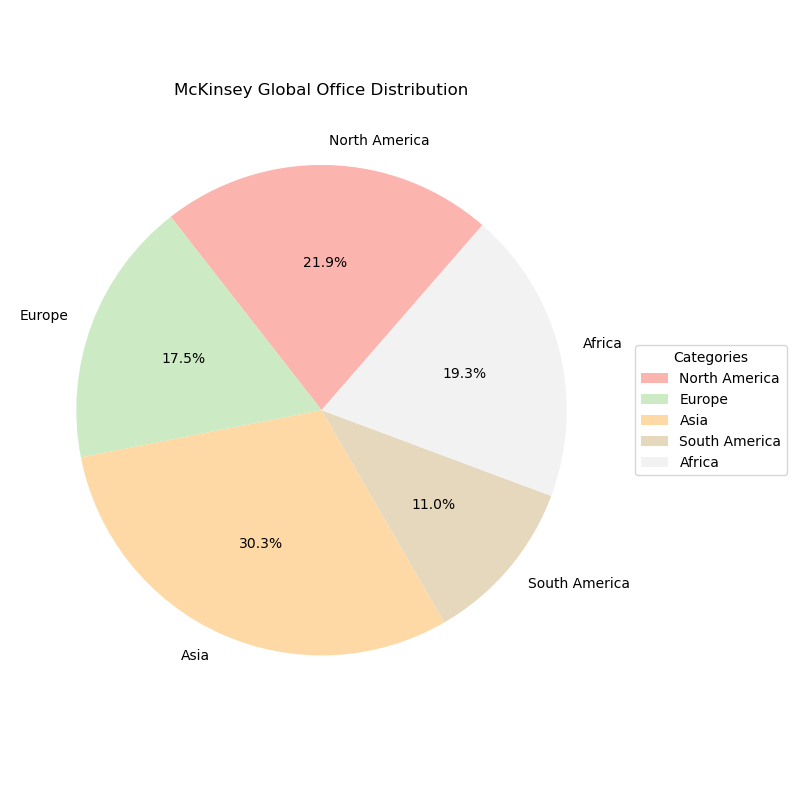 McKinsey Global Office Distribution
North America
21.9%
Europe
17.5%
Africa
19.3%
Categories
North America
Europe
Asia
South America
Africa
11.0%
30.3%
South America
Asia